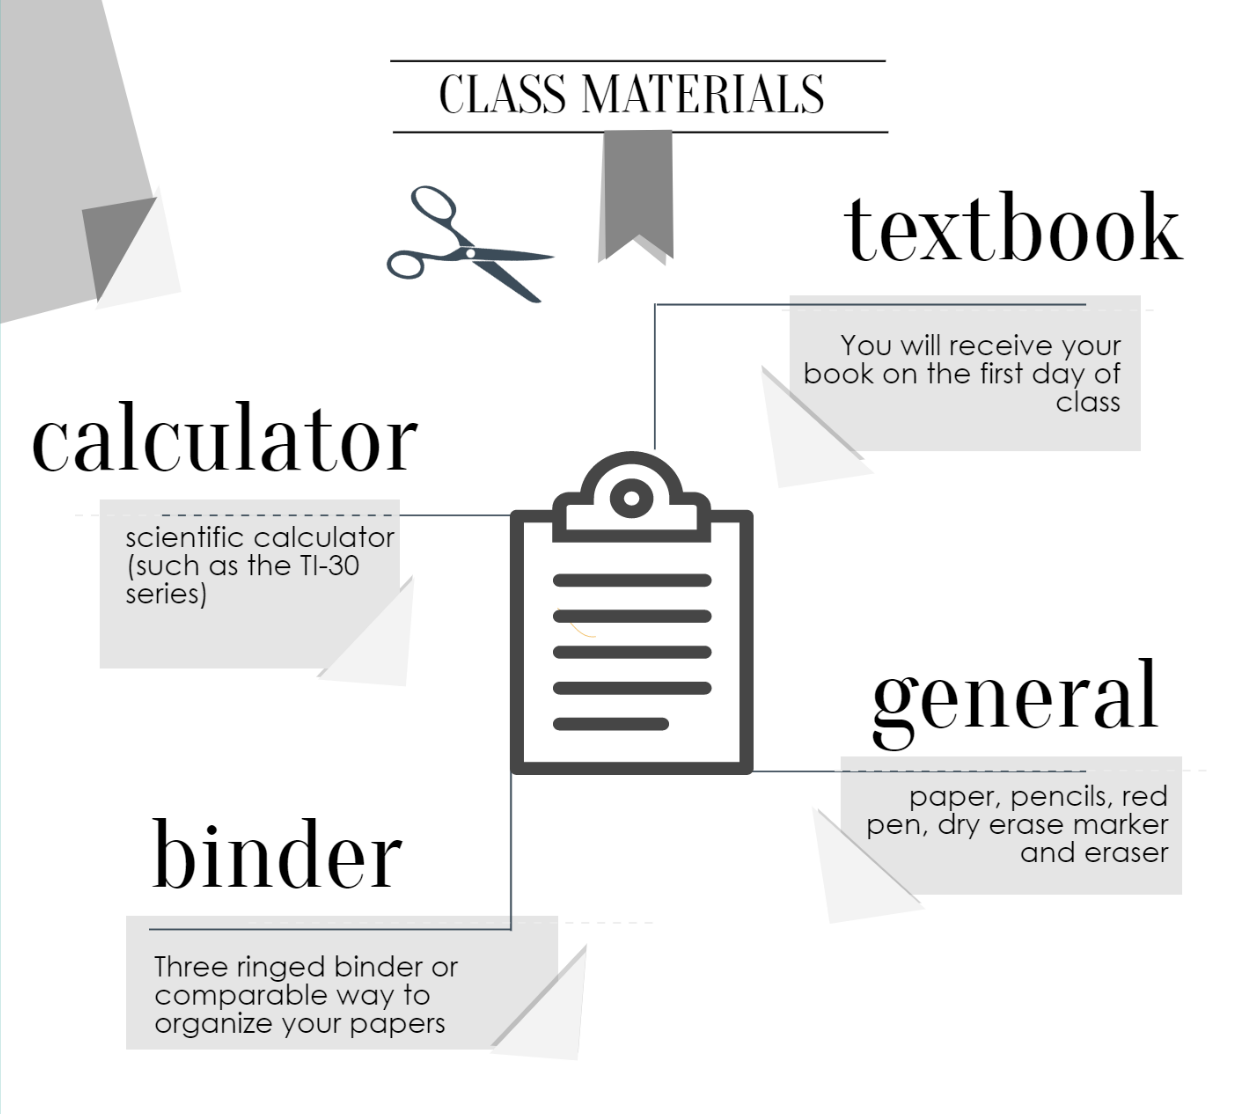 CLASS MATERIALS
textbook
You will receive your
book on the first day of
class
calculator
scientific calculator
(such as the TI-30
series)
general
paper, pencils, red
pen, dry erase marker
and eraser
binder
Three ringed binder or
comparable way to
organize your papers